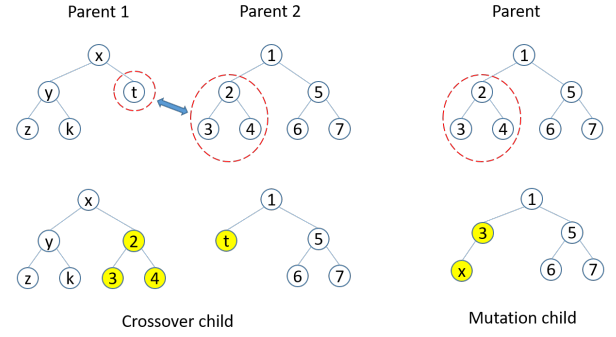 Parent 1 Parent 2 Parent
x 1 1
y t 2 5 2 5
z k 3 4 6 7 3 4 6 7
x 1 1
y 2 t 5 3 5
z k 3 4 6 7 x 6 7
Crossover child Mutation child